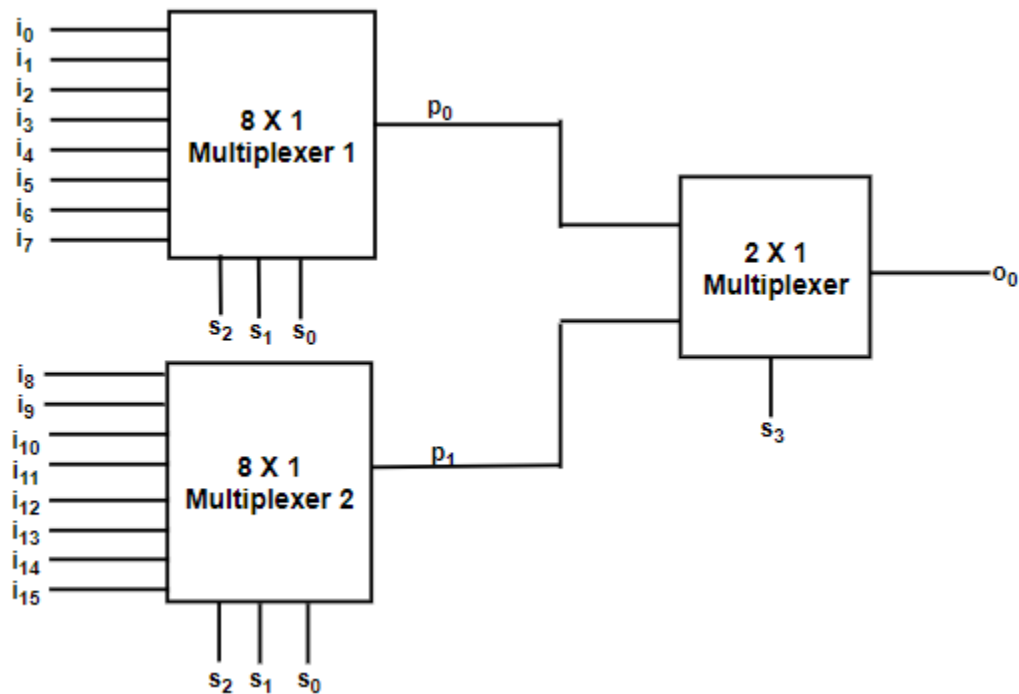 i₀
i₁
i₂
i₃
i₄
i₅
i₆
i₇
8 X 1
Multiplexer 1
p₀
s₂ s₁ s₀
2 X 1
Multiplexer
o₀
s₃
i₈
i₉
i₁₀
i₁₁
i₁₂
i₁₃
i₁₄
i₁₅
8 X 1
Multiplexer 2
p₁
s₂ s₁ s₀